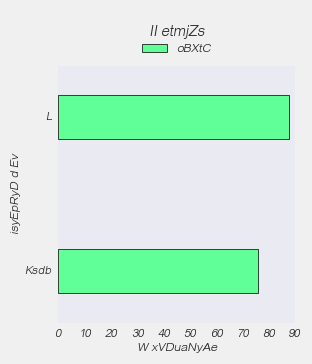 II etmjZs
oBXtC
isyEpRyD d Ev
L
Ksdb
0 10 20 30 40 50 60 70 80 90
W xVDuaNyAe